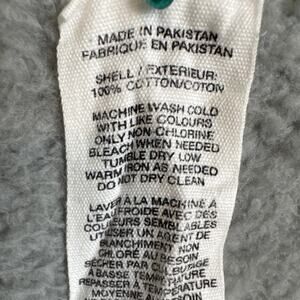 MADE IN PAKISTAN
FABRIQUE EN PAKISTAN
SHELL / EXTERIEUR:
100% COTTON/COTON
MACHINE WASH COLD
WITH LIKE COLOURS
ONLY NON-CHLORINE
BLEACH WHEN NEEDED
TUMBLE DRY LOW
WARM IRON AS NEEDED
DO NOT DRY CLEAN
LAVER À LA MACHINE À
L'EAU FROIDE AVEC DES
COULEURS SEMBLABLES
UTILISER UN AGENT DE
BLANCHIMENT NON
CHLORÉ AU BESOIN
SÉCHER PAR CULBUTAGE
À BASSE TEMPÉRATURE
REPASSER À TEMPÉRATURE
MOYENNE AU BESOIN